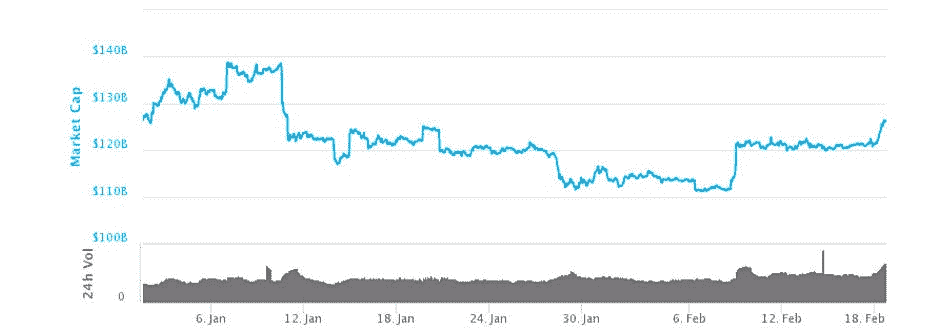 $140B
$130B
$120B
$110B
$100B
Market Cap
24h Vol
0
6. Jan 12. Jan 18. Jan 24. Jan 30. Jan 6. Feb 12. Feb 18. Feb